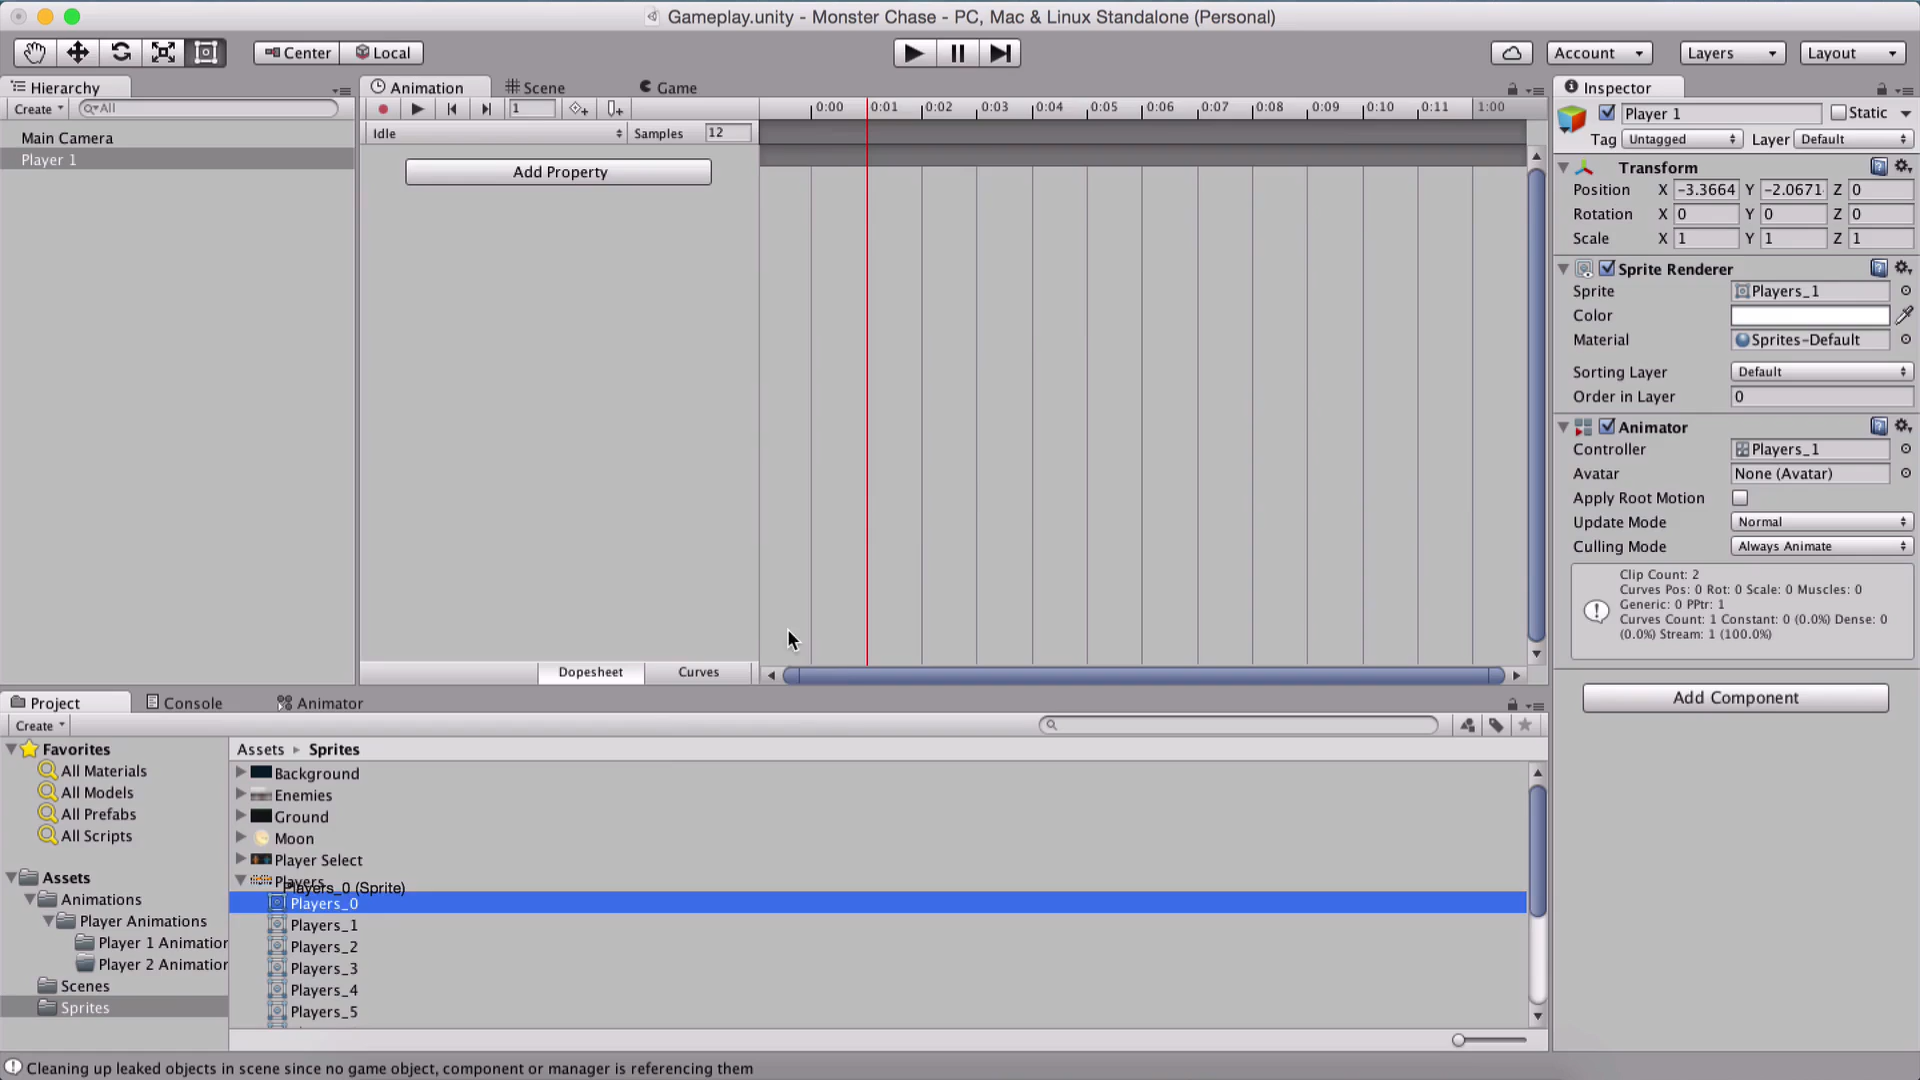 Gameplay.unity - Monster Chase - PC, Mac & Linux Standalone (Personal)
Center
Local
Account
Layers
Layout
Hierarchy
Create
All
Main Camera
Player 1
Animation
Scene
Game
1
0:00
0:01
0:02
0:03
0:04
0:05
0:06
0:07
0:08
0:09
0:10
0:11
1:00
Idle
Samples
12
Add Property
Dopesheet
Curves
Inspector
Player 1
Static
Tag
Untagged
Layer
Default
Transform
Position X -3.3664 Y -2.0671 Z 0
Rotation X 0 Y 0 Z 0
Scale X 1 Y 1 Z 1
Sprite Renderer
Sprite Players_1
Color
Material Sprites-Default
Sorting Layer Default
Order in Layer 0
Animator
Controller Players_1
Avatar None (Avatar)
Apply Root Motion
Update Mode Normal
Culling Mode Always Animate
Clip Count: 2
Curves Pos: 0 Rot: 0 Scale: 0 Muscles: 0
Generic: 0 PPtr: 1
Curves Count: 1 Constant: 0 (0.0%) Dense: 0
(0.0%) Stream: 1 (100.0%)
Add Component
Project
Console
Animator
Create
Favorites
All Materials
All Models
All Prefabs
All Scripts
Assets
Animations
Player Animations
Player 1 Animation
Player 2 Animation
Scenes
Sprites
Assets
Sprites
Background
Enemies
Ground
Moon
Player Select
Players
Players_0 (Sprite)
Players_0
Players_1
Players_2
Players_3
Players_4
Players_5
Cleaning up leaked objects in scene since no game object, component or manager is referencing them